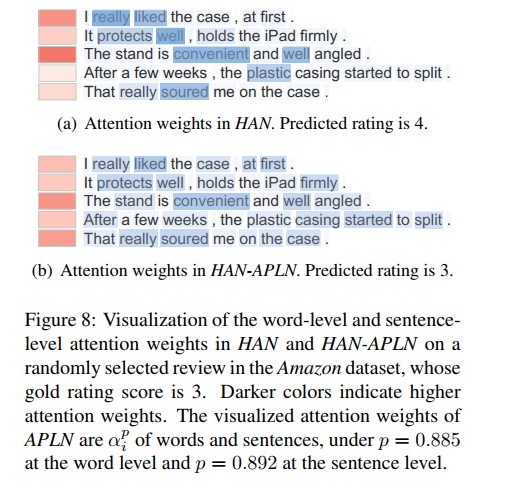 I really liked the case , at first .
It protects well , holds the iPad firmly .
The stand is convenient and well angled .
After a few weeks , the plastic casing started to split .
That really soured me on the case .
(a) Attention weights in HAN. Predicted rating is 4.
I really liked the case , at first .
It protects well , holds the iPad firmly .
The stand is convenient and well angled .
After a few weeks , the plastic casing started to split .
That really soured me on the case .
(b) Attention weights in HAN-APLN. Predicted rating is 3.
Figure 8: Visualization of the word-level and sentence-
level attention weights in HAN and HAN-APLN on a
randomly selected review in the Amazon dataset, whose
gold rating score is 3. Darker colors indicate higher
attention weights. The visualized attention weights of
APLN are αᵢᵖ of words and sentences, under p = 0.885
at the word level and p = 0.892 at the sentence level.